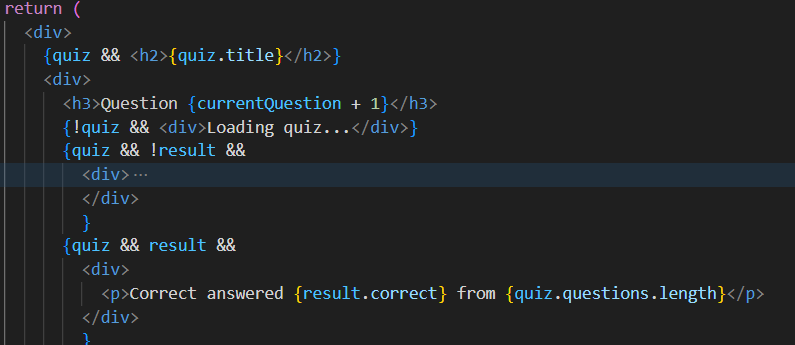 return (
<div>
{quiz && <h2>{quiz.title}</h2>}
<div>
<h3>Question {currentQuestion + 1}</h3>
{!quiz && <div>Loading quiz...</div>}
{quiz && !result &&
<div>⋯
</div>
}
{quiz && result &&
<div>
<p>Correct answered {result.correct} from {quiz.questions.length}</p>
</div>
}